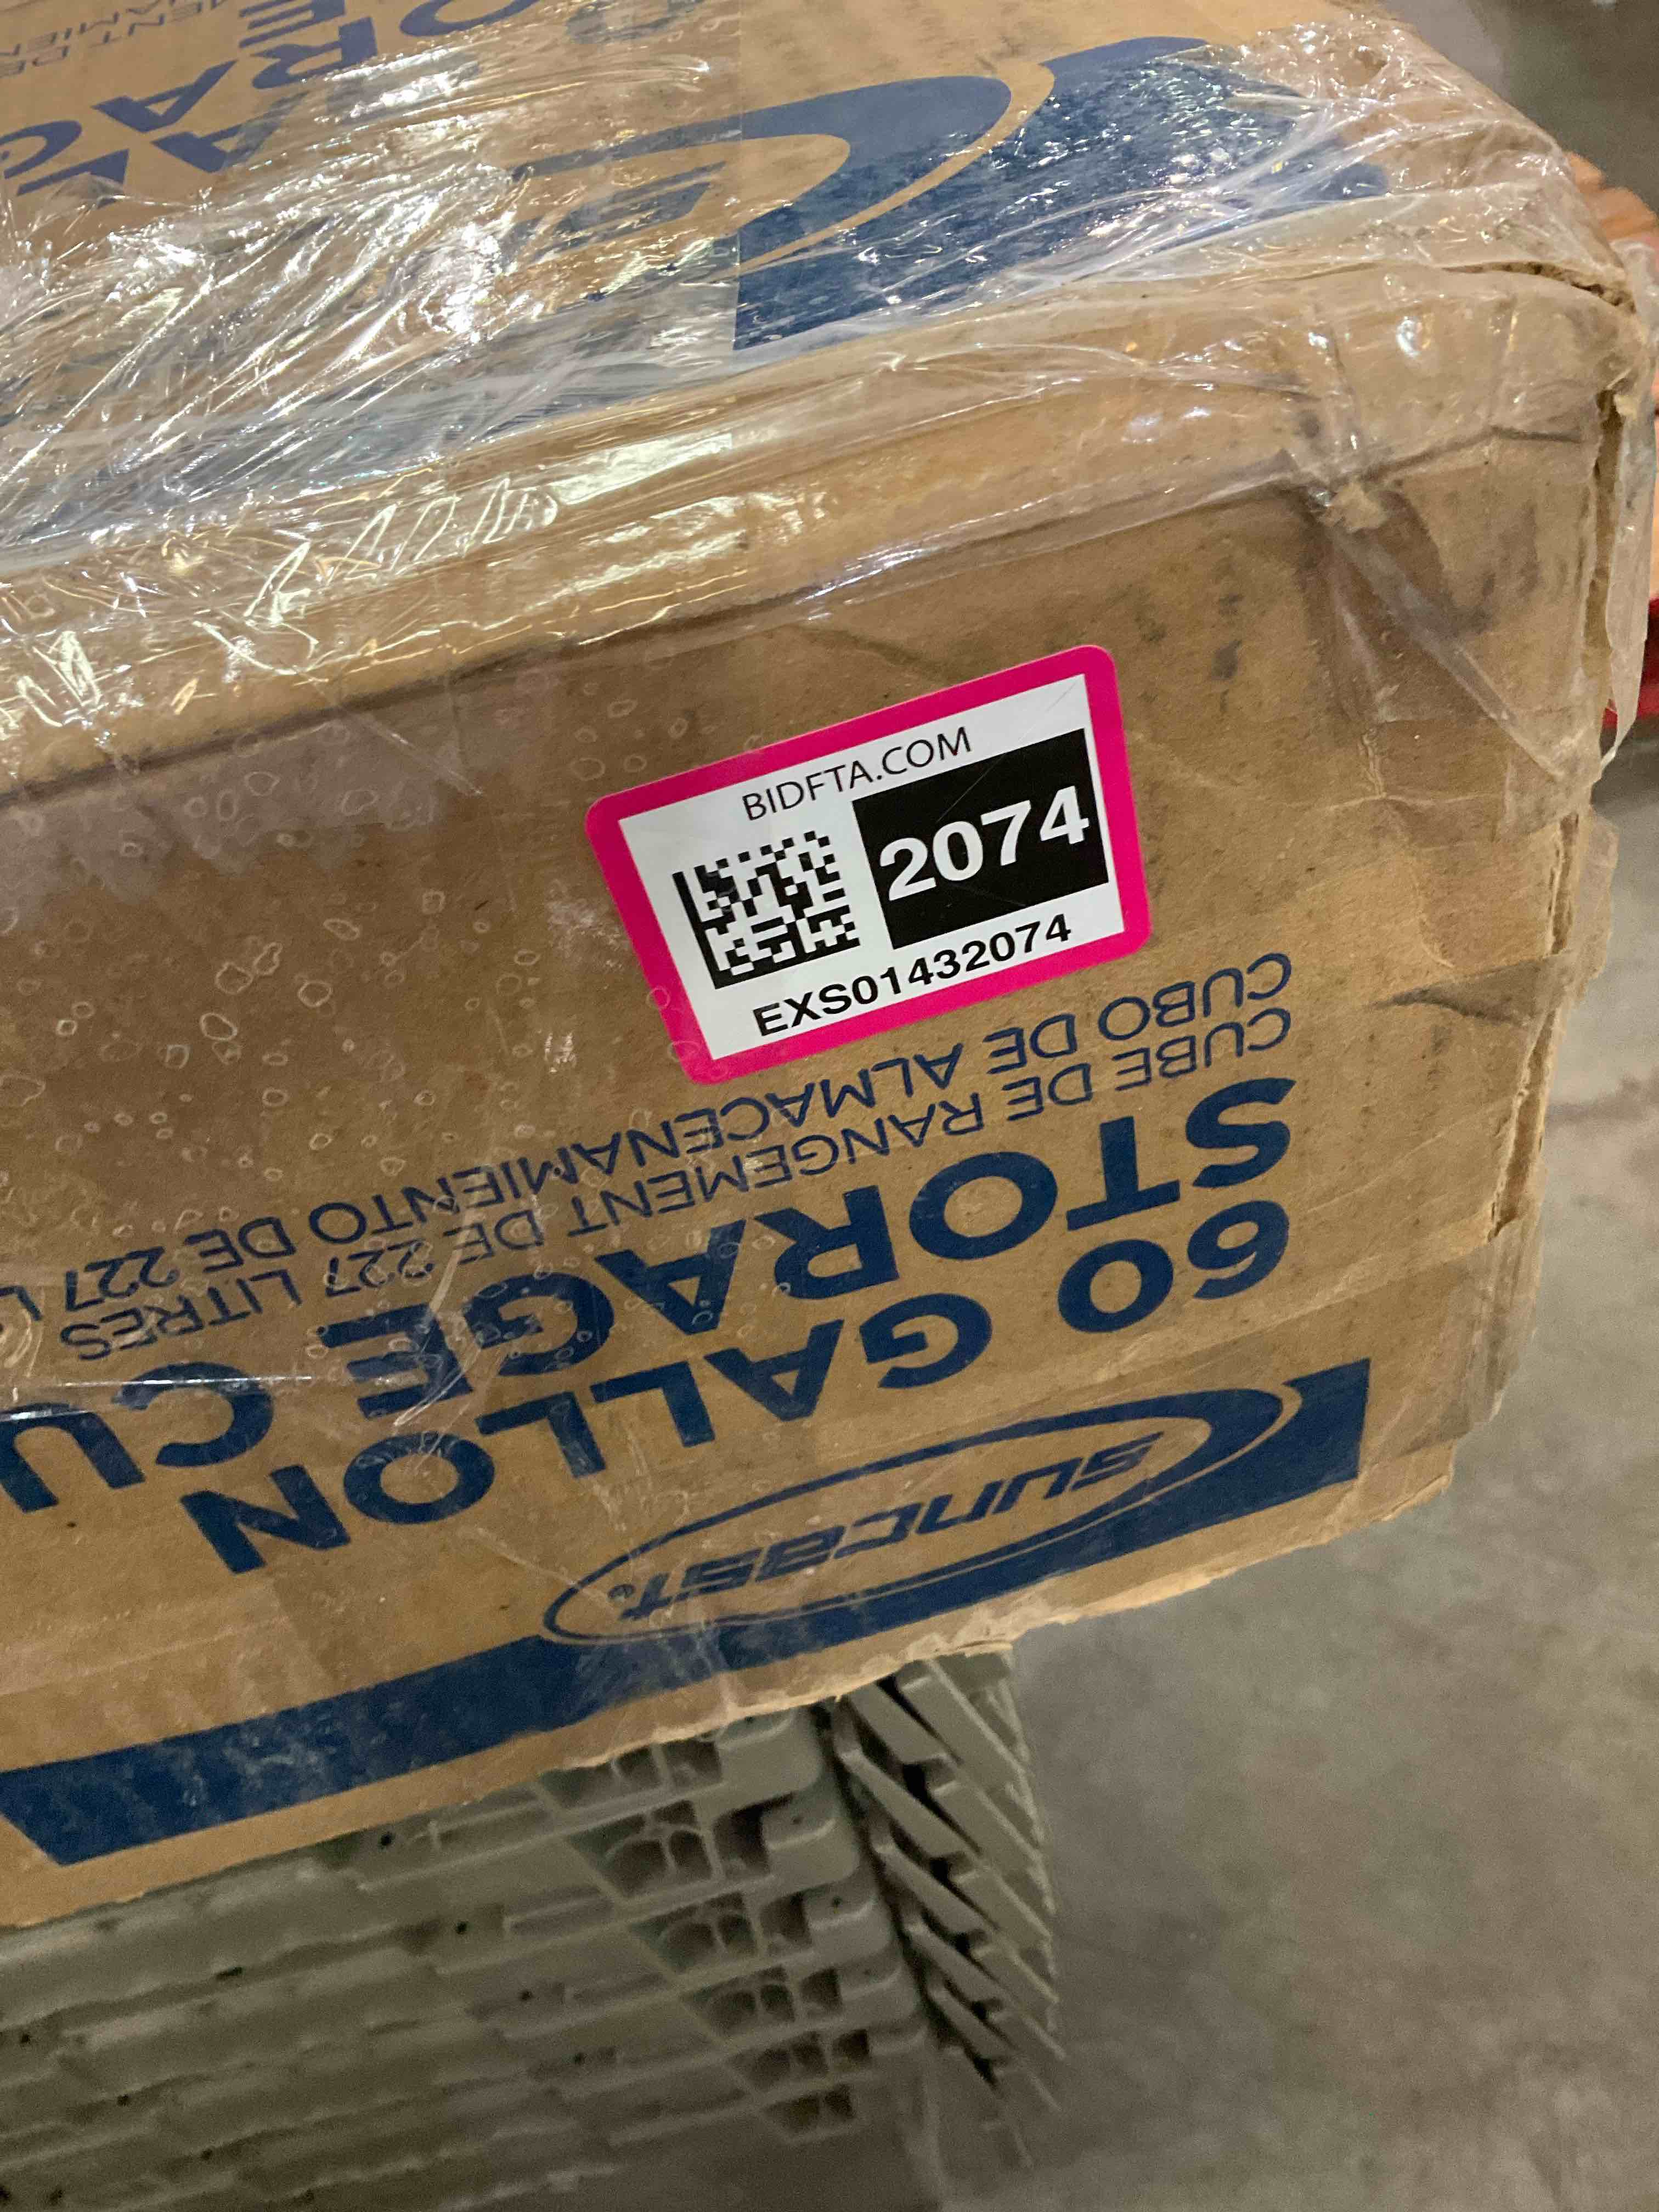 BIDFTA.COM
2074
EXS01432074
SUNCAST®
60 GALLON
STORAGE CU
CUBE DE RANGEMENT DE 227 LITRES
CUBO DE ALMACENAMIENTO DE 227 L